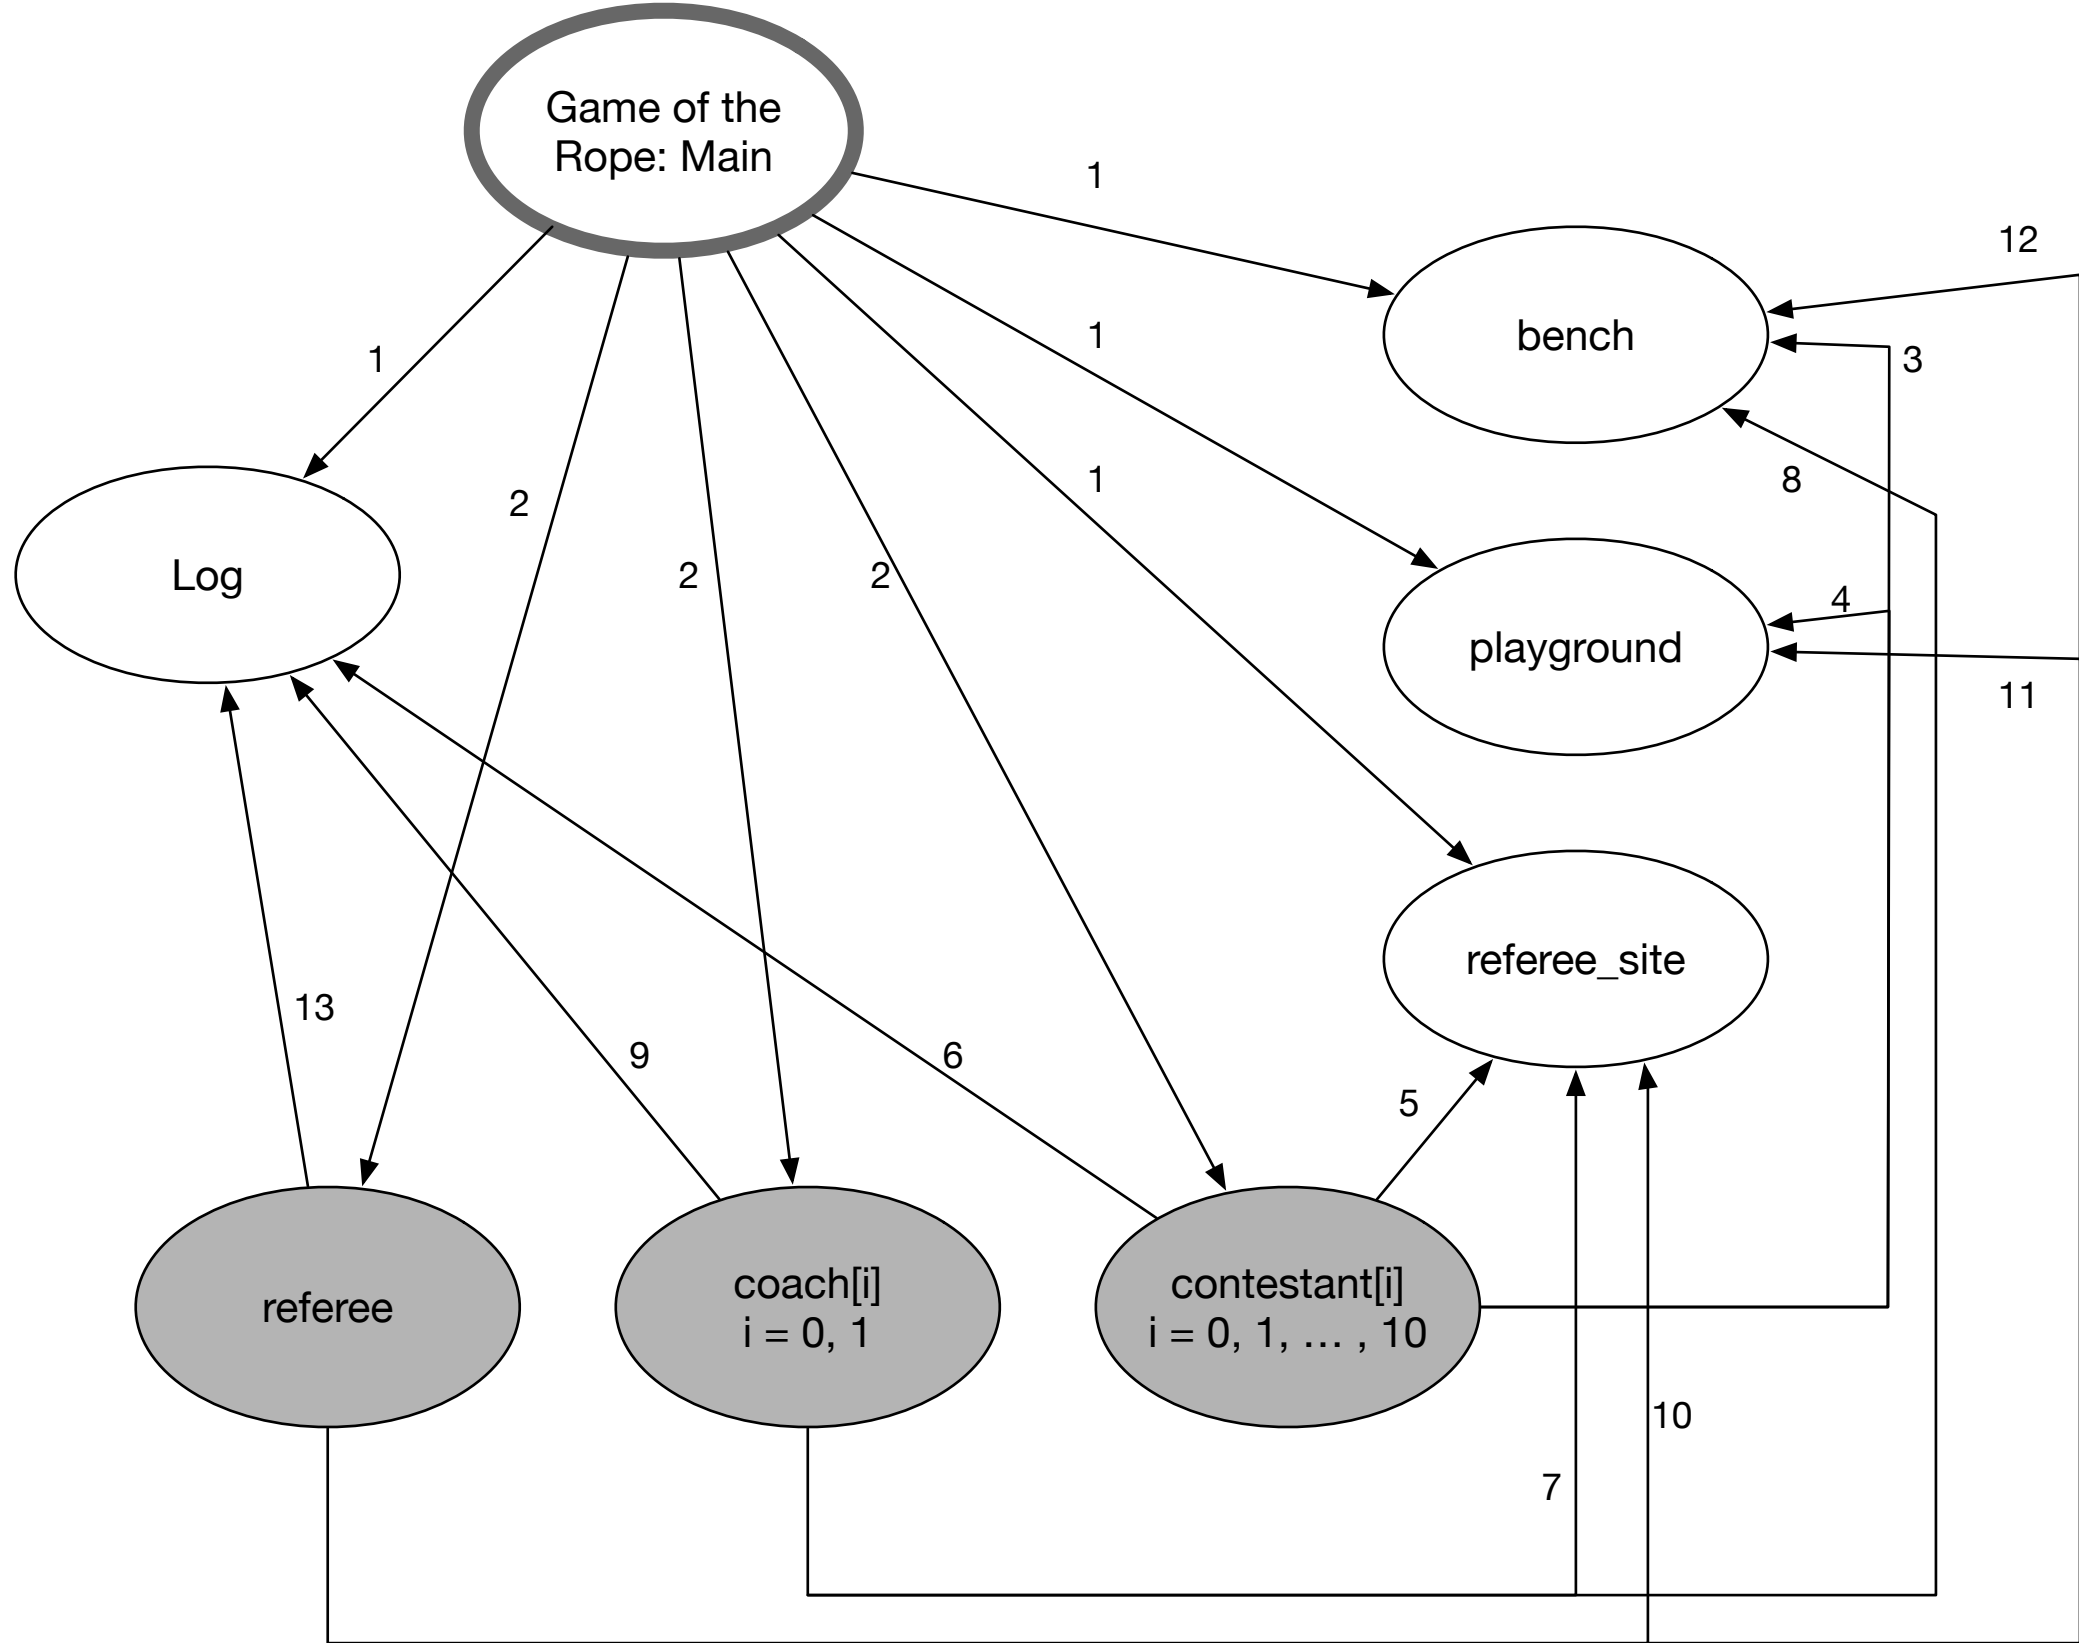 Game of the
Rope: Main
1
12
bench
1
3
1
2
1
8
Log
2
2
4
playground
11
referee_site
13
9
6
5
referee
coach[i]
i = 0, 1
contestant[i]
i = 0, 1, ... , 10
10
7